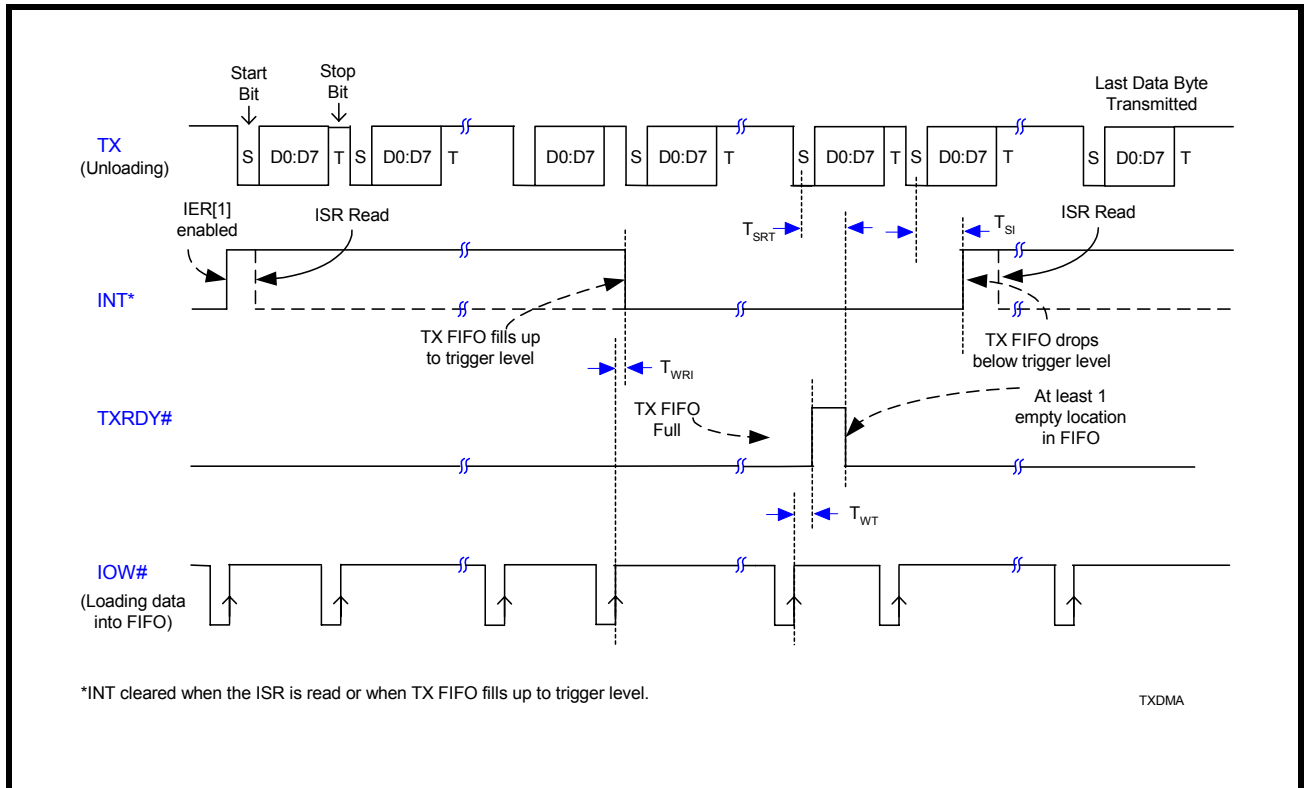 Start
Bit
Stop
Bit
Last Data Byte
Transmitted
TX
(Unloading)
S D0:D7 T S D0:D7 T D0:D7 S D0:D7 T S D0:D7 T S D0:D7 T S D0:D7 T
IER[1]
enabled
ISR Read
TSRT
TSI
ISR Read
INT*
TX FIFO fills up
to trigger level
TX FIFO drops
below trigger level
TWRI
TXRDY#
TX FIFO
Full
At least 1
empty location
in FIFO
TWT
IOW#
(Loading data
into FIFO)
*INT cleared when the ISR is read or when TX FIFO fills up to trigger level.
TXDMA